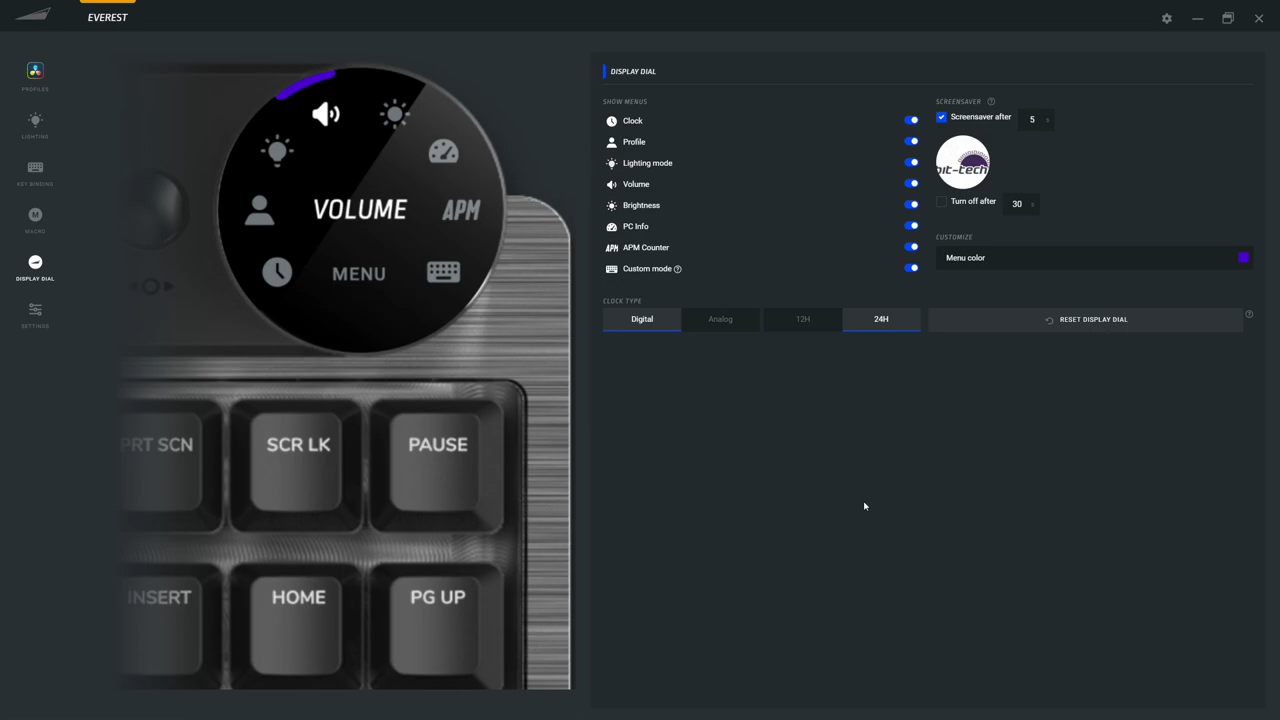 EVEREST
PROFILES
LIGHTING
KEY BINDING
M
MACRO
DISPLAY DIAL
SETTINGS
VOLUME
APM
MENU
PRT SCN
SCR LK
PAUSE
INSERT
HOME
PG UP
DISPLAY DIAL
SHOW MENUS
Clock
Profile
Lighting mode
Volume
Brightness
PC Info
APM APM Counter
Custom mode ?
SCREENSAVER ?
Screensaver after 5 s
bit-tech
Turn off after 30 s
CUSTOMIZE
Menu color
CLOCK TYPE
Digital Analog 12H 24H
RESET DISPLAY DIAL ?